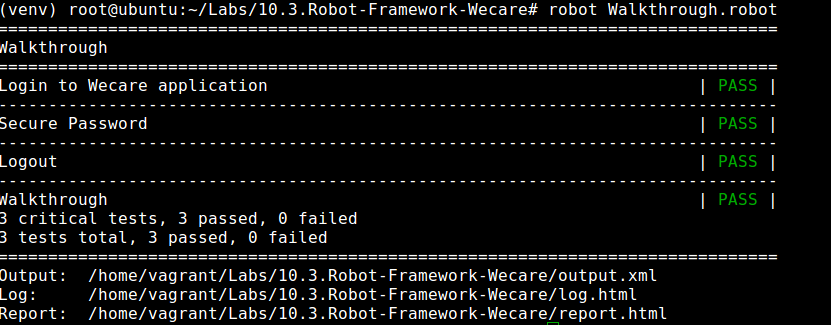 (venv) root@ubuntu:~/Labs/10.3.Robot-Framework-Wecare# robot Walkthrough.robot
==============================================================================
Walkthrough
==============================================================================
Login to Wecare application                                           | PASS |
------------------------------------------------------------------------------
Secure Password                                                       | PASS |
------------------------------------------------------------------------------
Logout                                                                | PASS |
------------------------------------------------------------------------------
Walkthrough                                                           | PASS |
3 critical tests, 3 passed, 0 failed
3 tests total, 3 passed, 0 failed
==============================================================================
Output:  /home/vagrant/Labs/10.3.Robot-Framework-Wecare/output.xml
Log:     /home/vagrant/Labs/10.3.Robot-Framework-Wecare/log.html
Report:  /home/vagrant/Labs/10.3.Robot-Framework-Wecare/report.html